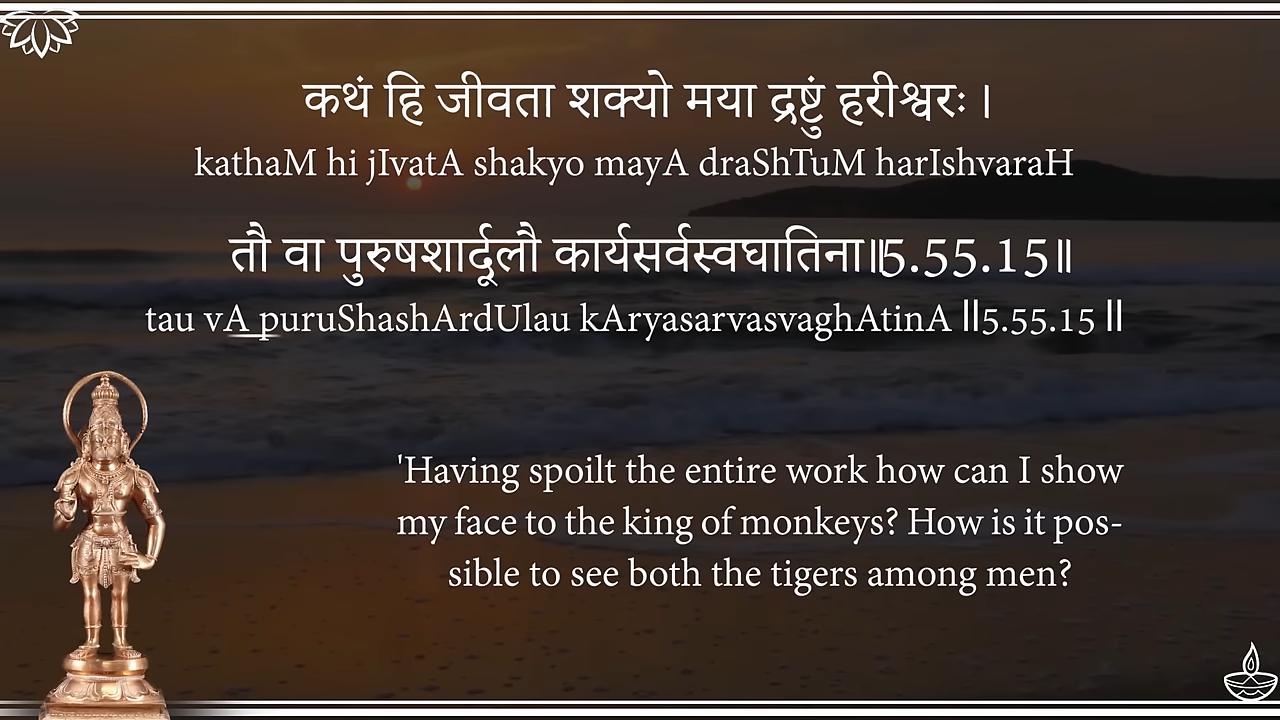 कथं हि जीवता शक्यो मया द्रष्टुं हरीश्वरः ।
kathaM hi jIvatA shakyo mayA draShTuM harIshvaraH
तौ वा पुरुषशार्दूलौ कार्यसर्वस्वघातिना॥5.55.15॥
tau vA puruShashArdUlau kAryasarvasvaghAtinA ||5.55.15 ||
'Having spoilt the entire work how can I show
my face to the king of monkeys? How is it pos-
sible to see both the tigers among men?